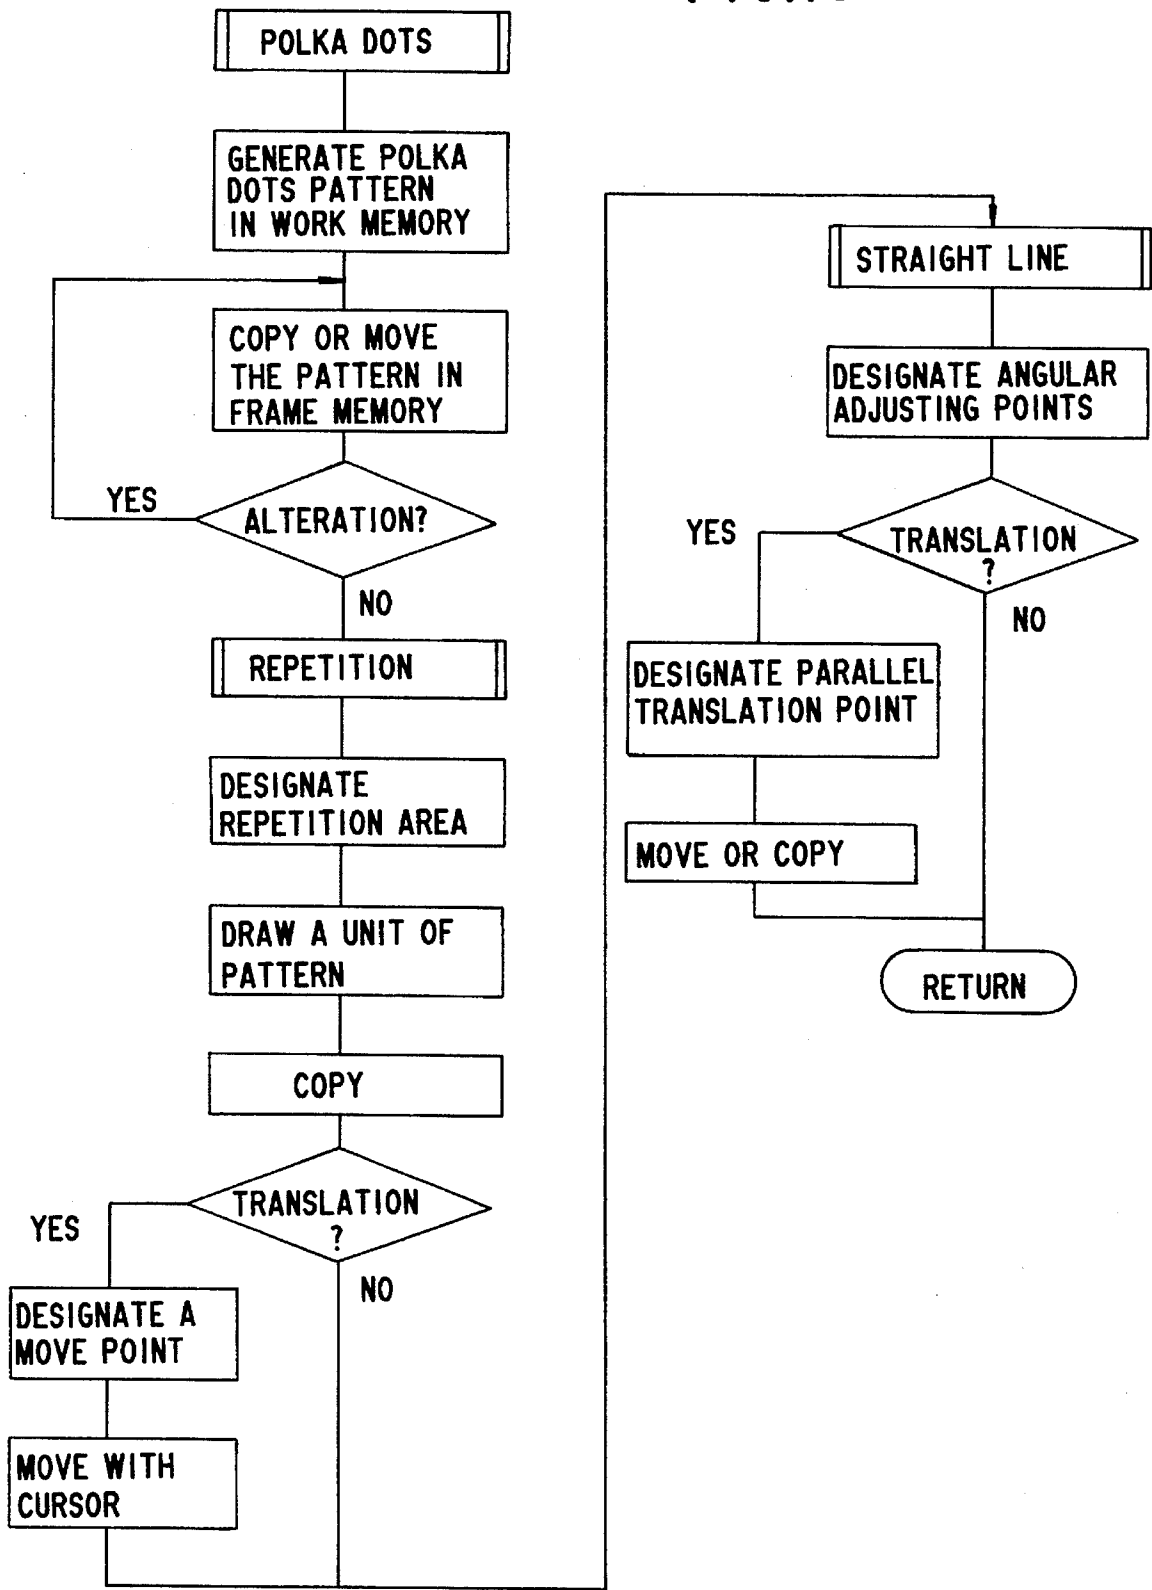 POLKA DOTS
GENERATE POLKA
DOTS PATTERN
IN WORK MEMORY
COPY OR MOVE
THE PATTERN IN
FRAME MEMORY
YES
ALTERATION?
NO
REPETITION
DESIGNATE
REPETITION AREA
DRAW A UNIT OF
PATTERN
COPY
TRANSLATION
?
YES
NO
DESIGNATE A
MOVE POINT
MOVE WITH
CURSOR
STRAIGHT LINE
DESIGNATE ANGULAR
ADJUSTING POINTS
YES
TRANSLATION
?
NO
DESIGNATE PARALLEL
TRANSLATION POINT
MOVE OR COPY
RETURN